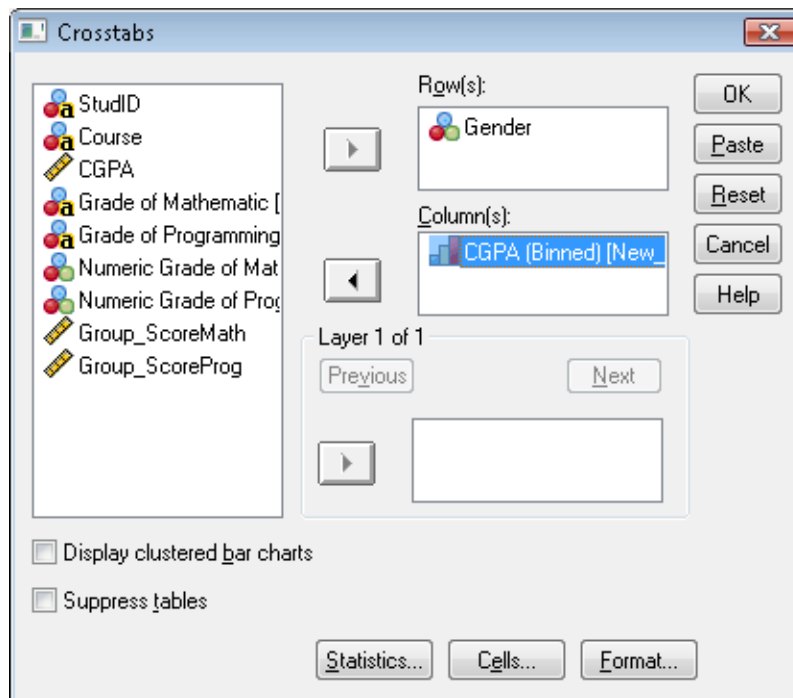 Crosstabs
StudID
Course
CGPA
Grade of Mathematic [
Grade of Programming
Numeric Grade of Mat
Numeric Grade of Prog
Group_ScoreMath
Group_ScoreProg
Row(s):
Gender
Column(s):
CGPA (Binned) [New_
Layer 1 of 1
Previous
Next
OK
Paste
Reset
Cancel
Help
Display clustered bar charts
Suppress tables
Statistics...
Cells...
Format...